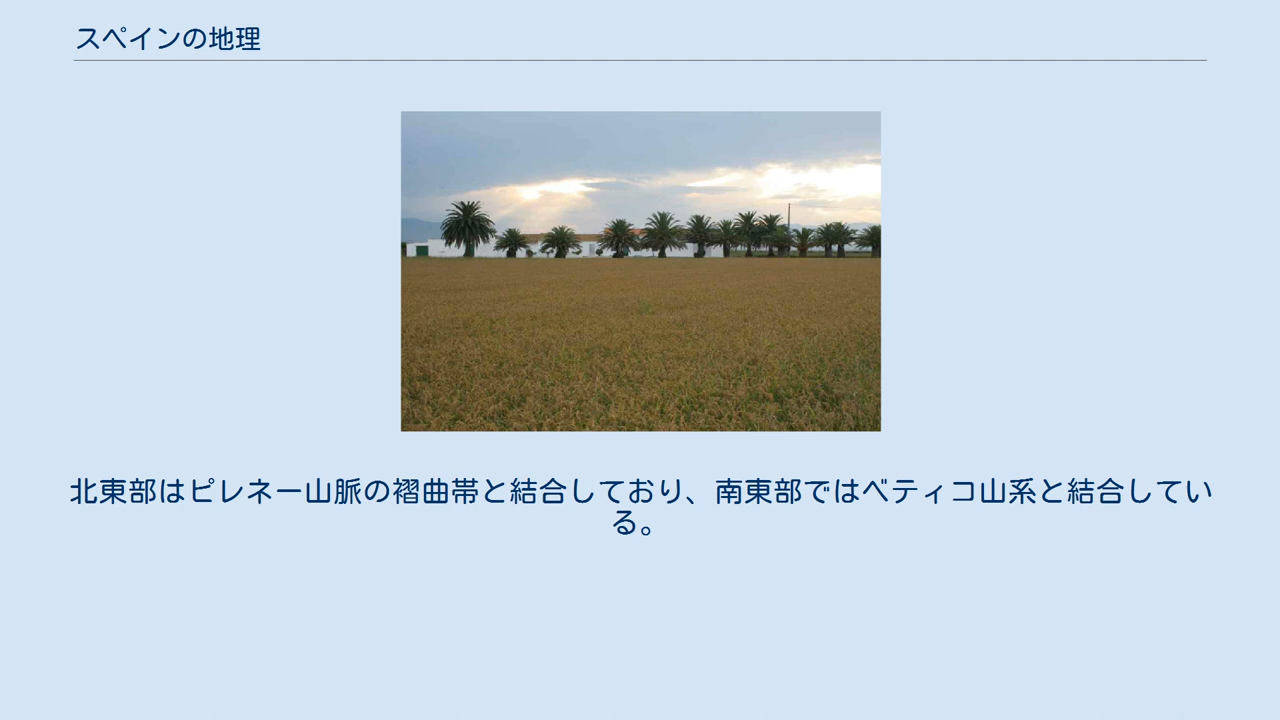 スペインの地理
北東部はピレネー山脈の褶曲帯と結合しており、南東部ではベティコ山系と結合してい
る。